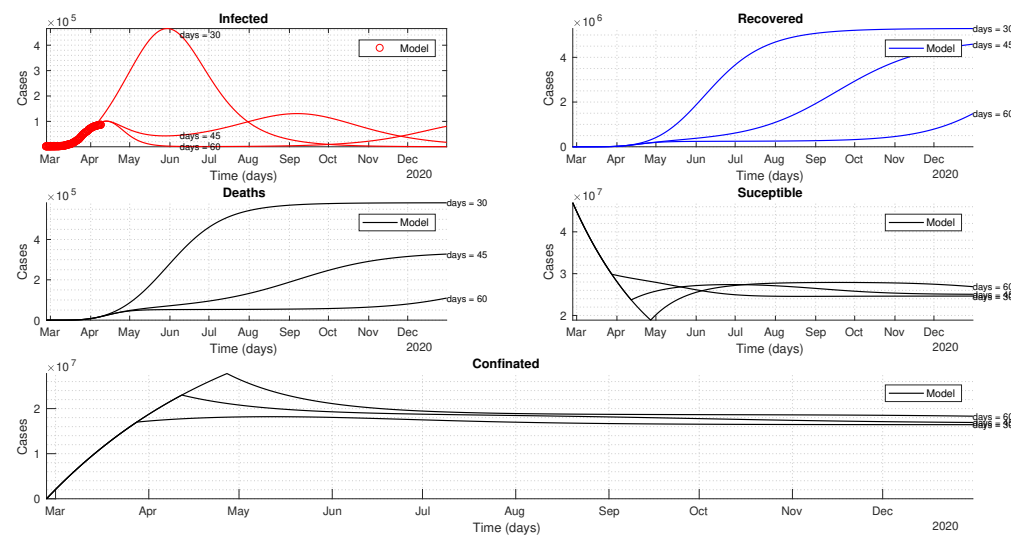 Infected
×10^5
4
3
2
1
Cases
Model
days = 30
days = 45
days = 60
Mar Apr May Jun Jul Aug Sep Oct Nov Dec
Time (days)
2020
Recovered
×10^6
4
2
0
Cases
Model
days = 30
days = 45
days = 60
Mar Apr May Jun Jul Aug Sep Oct Nov Dec
Time (days)
2020
Deaths
×10^5
4
2
0
Cases
Model
days = 30
days = 45
days = 60
Mar Apr May Jun Jul Aug Sep Oct Nov Dec
Time (days)
2020
Suceptible
×10^7
4
3
2
Cases
Model
days = 60
days = 30
Mar Apr May Jun Jul Aug Sep Oct Nov Dec
Time (days)
2020
Confinated
×10^7
2
1
0
Cases
Model
days = 60
days = 30
Mar Apr May Jun Jul Aug Sep Oct Nov Dec
Time (days)
2020